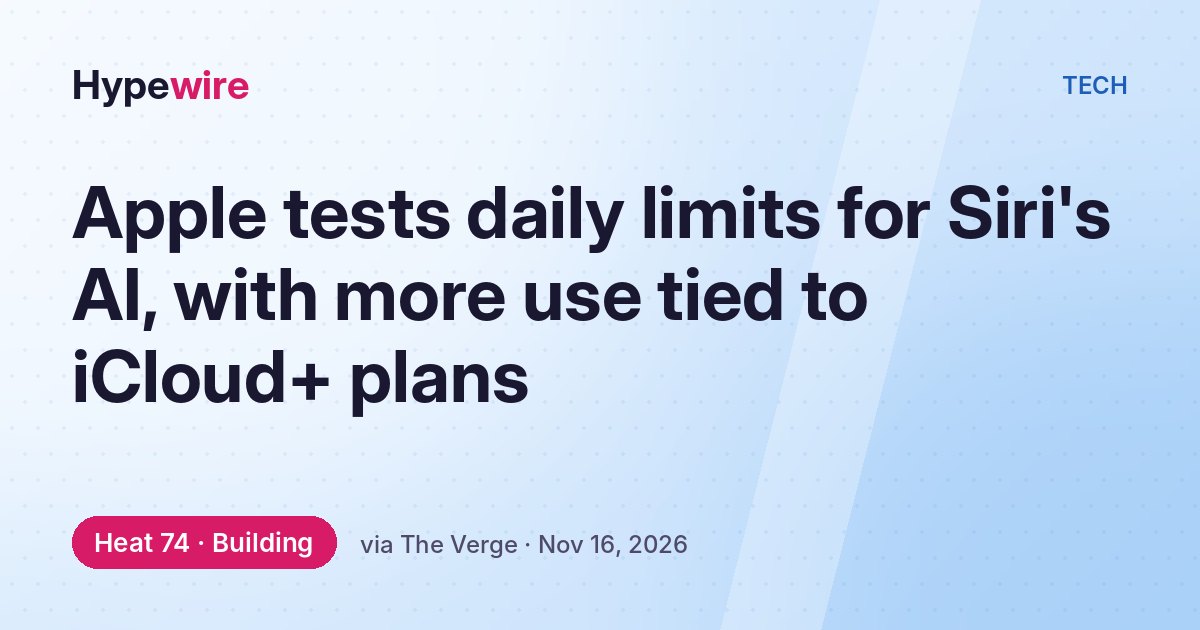 Hypewire
TECH
Apple tests daily limits for Siri's
AI, with more use tied to
iCloud+ plans
Heat 74 · Building
via The Verge · Nov 16, 2026